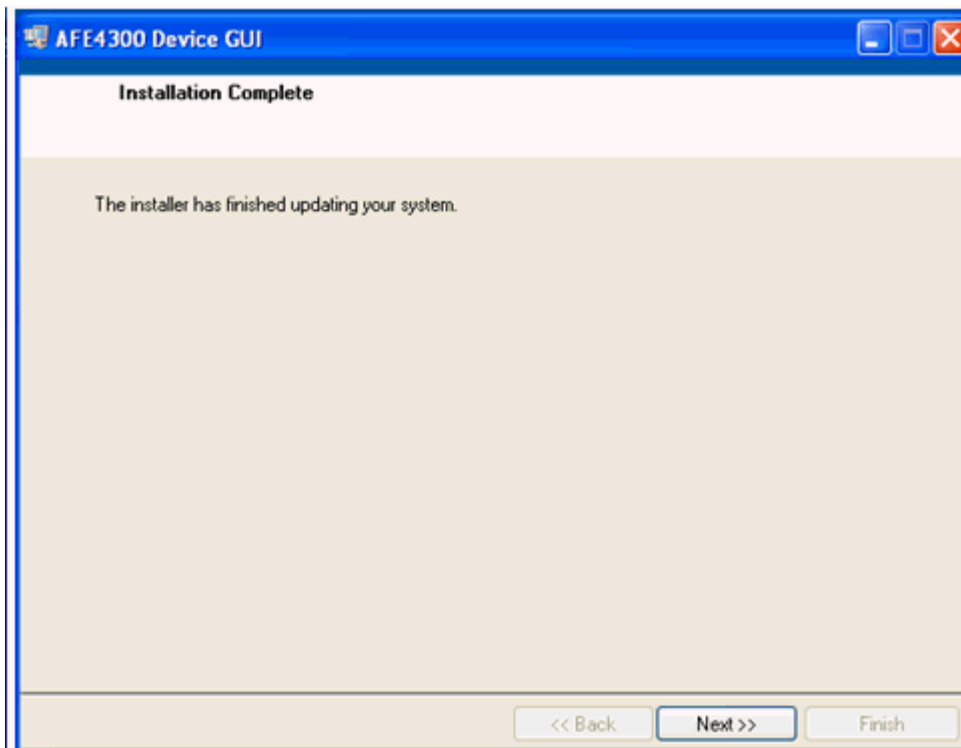 AFE4300 Device GUI
Installation Complete
The installer has finished updating your system.
<< Back
Next >>
Finish